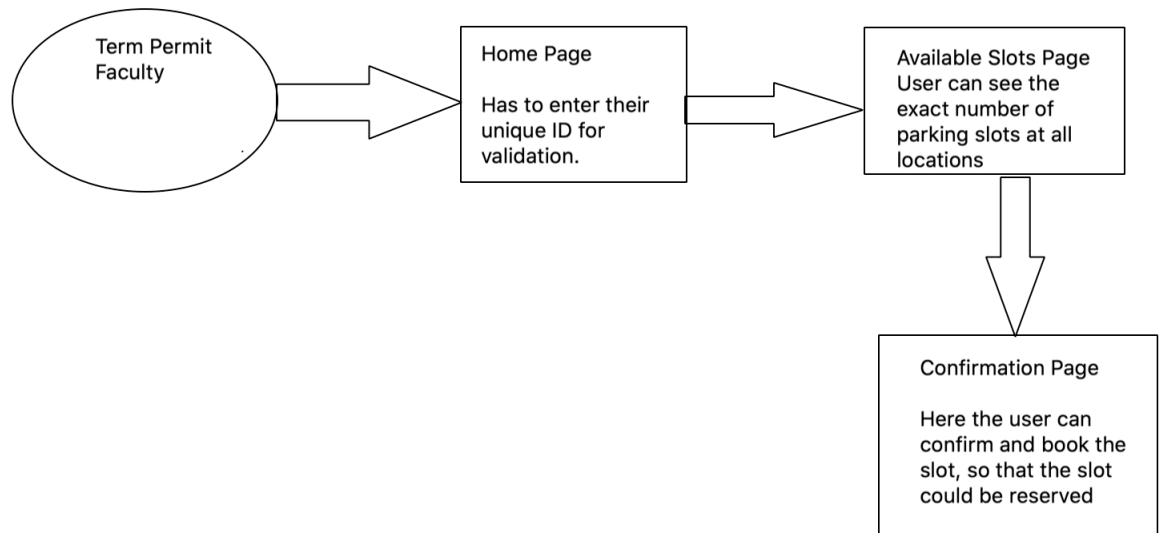 Term Permit
Faculty
Home Page
Has to enter their
unique ID for
validation.
Available Slots Page
User can see the
exact number of
parking slots at all
locations
Confirmation Page
Here the user can
confirm and book the
slot, so that the slot
could be reserved